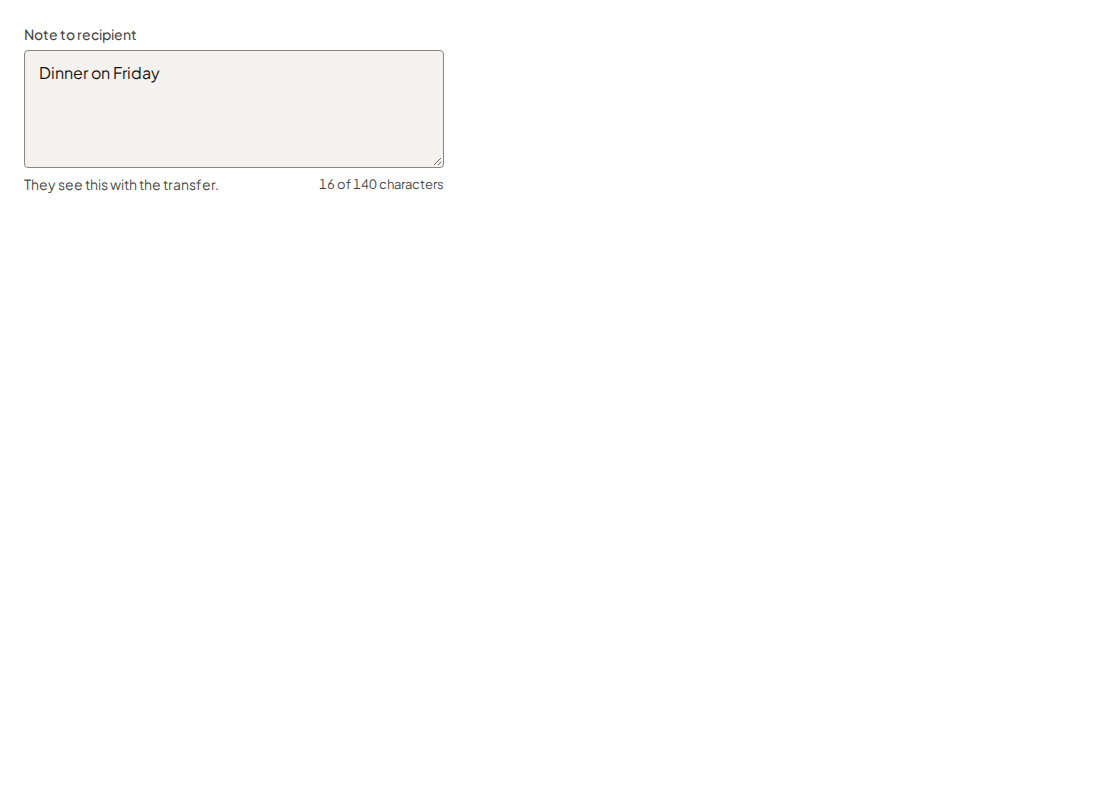 Note to recipient
Dinner on Friday
They see this with the transfer.
16 of 140 characters